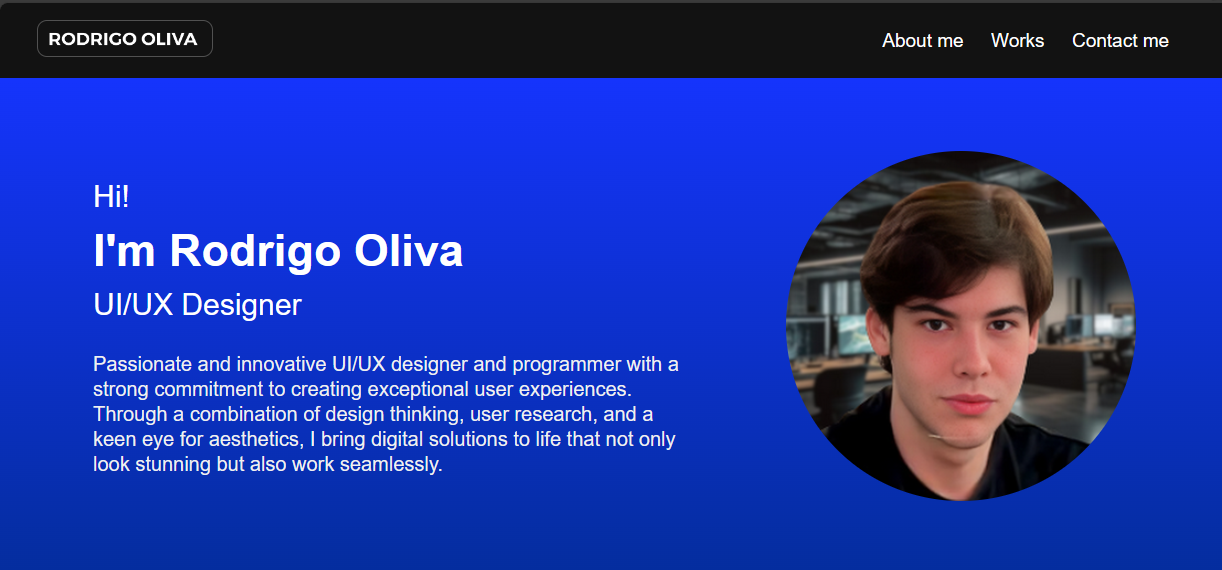 RODRIGO OLIVA
About me Works Contact me
Hi!
I'm Rodrigo Oliva
UI/UX Designer
Passionate and innovative UI/UX designer and programmer with a
strong commitment to creating exceptional user experiences.
Through a combination of design thinking, user research, and a
keen eye for aesthetics, I bring digital solutions to life that not only
look stunning but also work seamlessly.